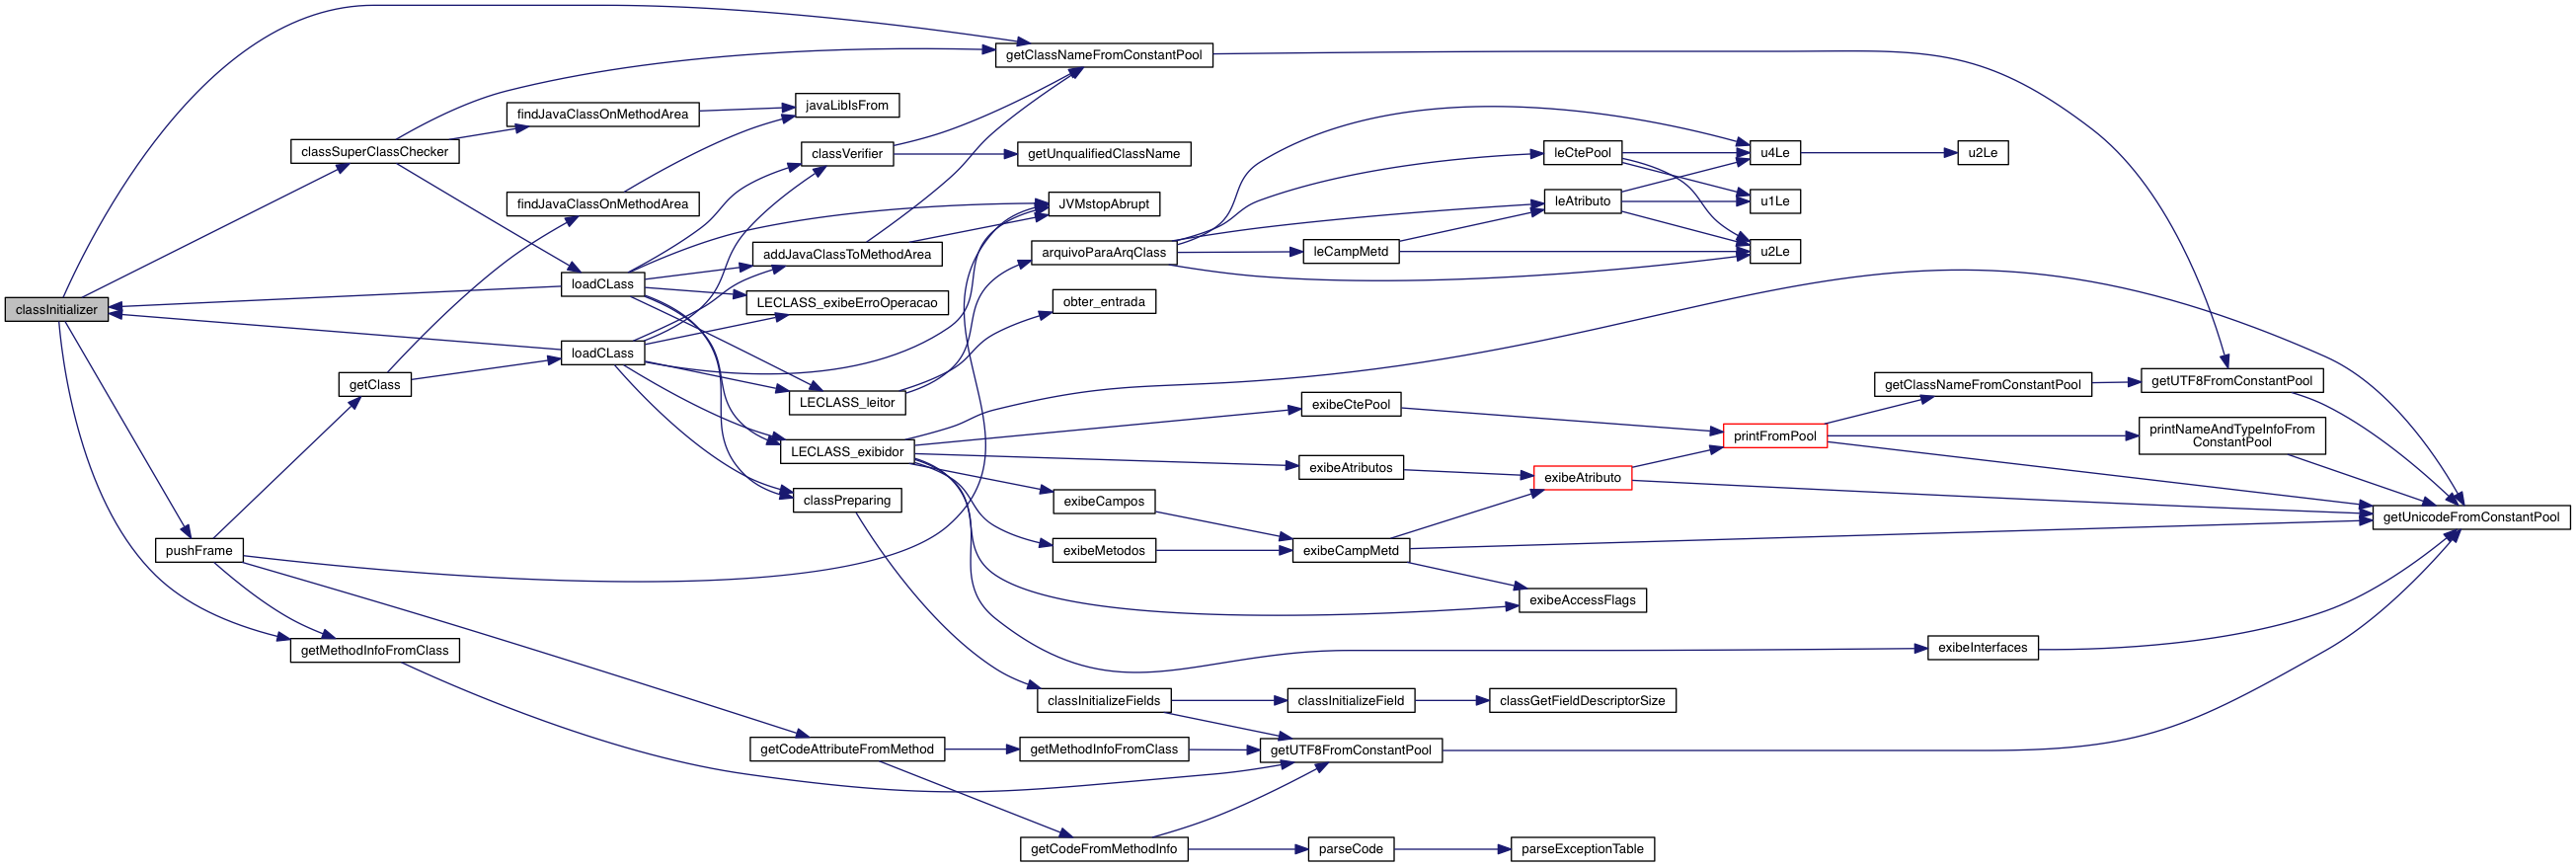 classInitializer
classSuperClassChecker
getClass
pushFrame
getMethodInfoFromClass
findJavaClassOnMethodArea
findJavaClassOnMethodArea
loadCLass
loadCLass
javaLibIsFrom
classVerifier
addJavaClassToMethodArea
LECLASS_exibeErroOperacao
LECLASS_leitor
LECLASS_exibidor
classPreparing
getCodeAttributeFromMethod
getClassNameFromConstantPool
getUnqualifiedClassName
JVMstopAbrupt
arquivoParaArqClass
obter_entrada
exibeCampos
exibeMetodos
classInitializeFields
getMethodInfoFromClass
getCodeFromMethodInfo
leCampMetd
exibeCtePool
exibeAtributos
exibeCampMetd
classInitializeField
getUTF8FromConstantPool
parseCode
leCtePool
leAtributo
exibeAtributo
exibeAccessFlags
classGetFieldDescriptorSize
parseExceptionTable
u4Le
u1Le
u2Le
printFromPool
u2Le
getClassNameFromConstantPool
exibeInterfaces
getUTF8FromConstantPool
printNameAndTypeInfoFrom
ConstantPool
getUnicodeFromConstantPool